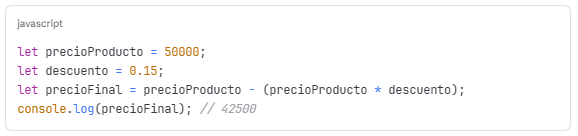 javascript
let precioProducto = 50000;
let descuento = 0.15;
let precioFinal = precioProducto - (precioProducto * descuento);
console.log(precioFinal); // 42500